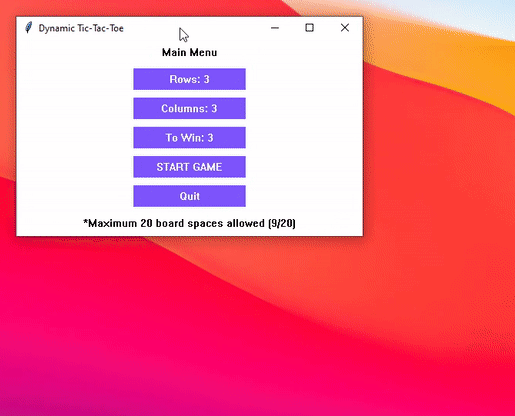 Dynamic Tic-Tac-Toe
Main Menu
Rows: 3
Columns: 3
To Win: 3
START GAME
Quit
*Maximum 20 board spaces allowed (9/20)